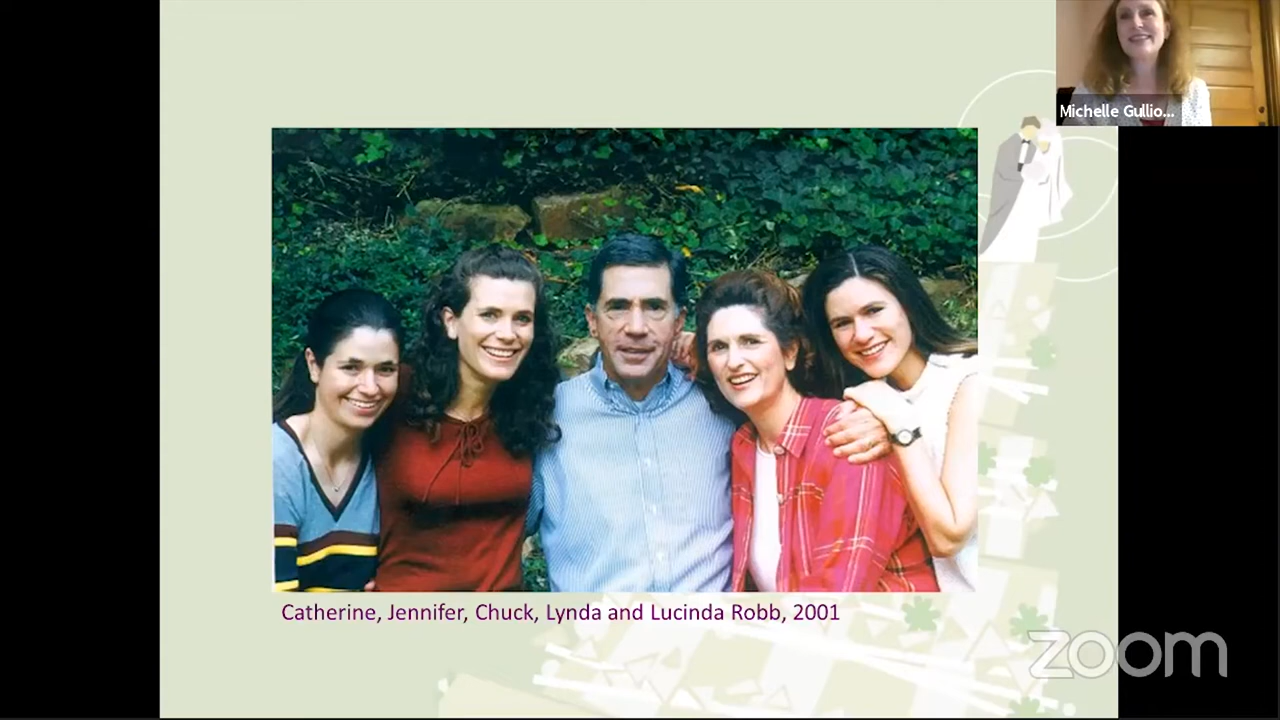 Michelle Gullio...
Catherine, Jennifer, Chuck, Lynda and Lucinda Robb, 2001
zoom